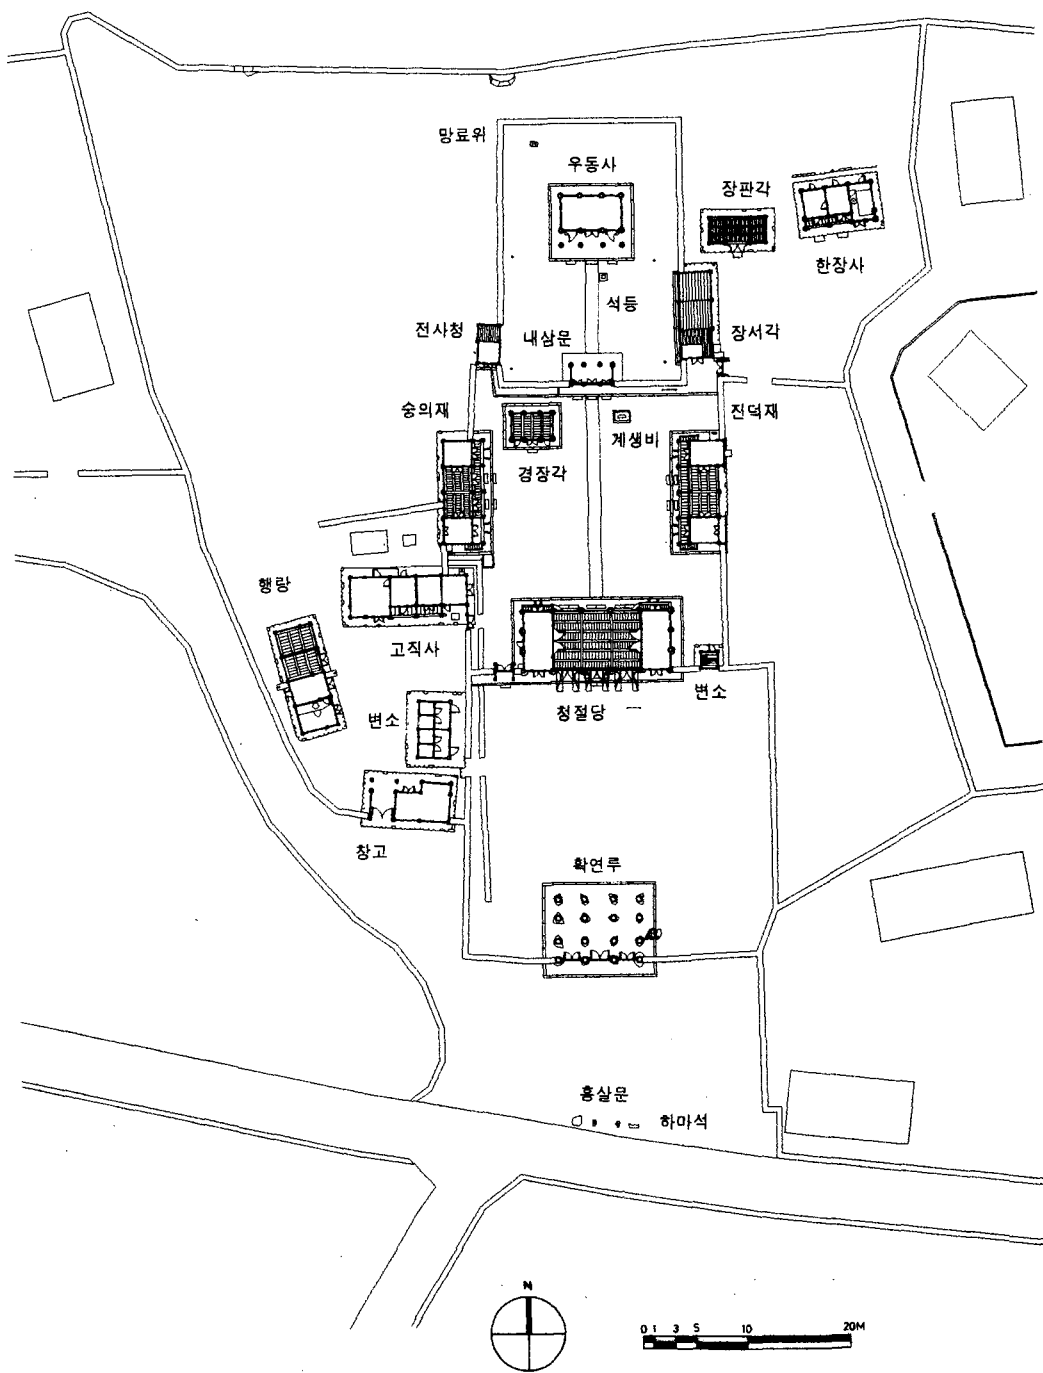 망료위
우동사
장판각
한장사
석등
전사청
내삼문
장서각
숭의재
계생바
진덕재
경장각
행랑
고직사
변소
청절당
변소
창고
확연루
홍살문
하마석
N
0 1 3 5 10 20M